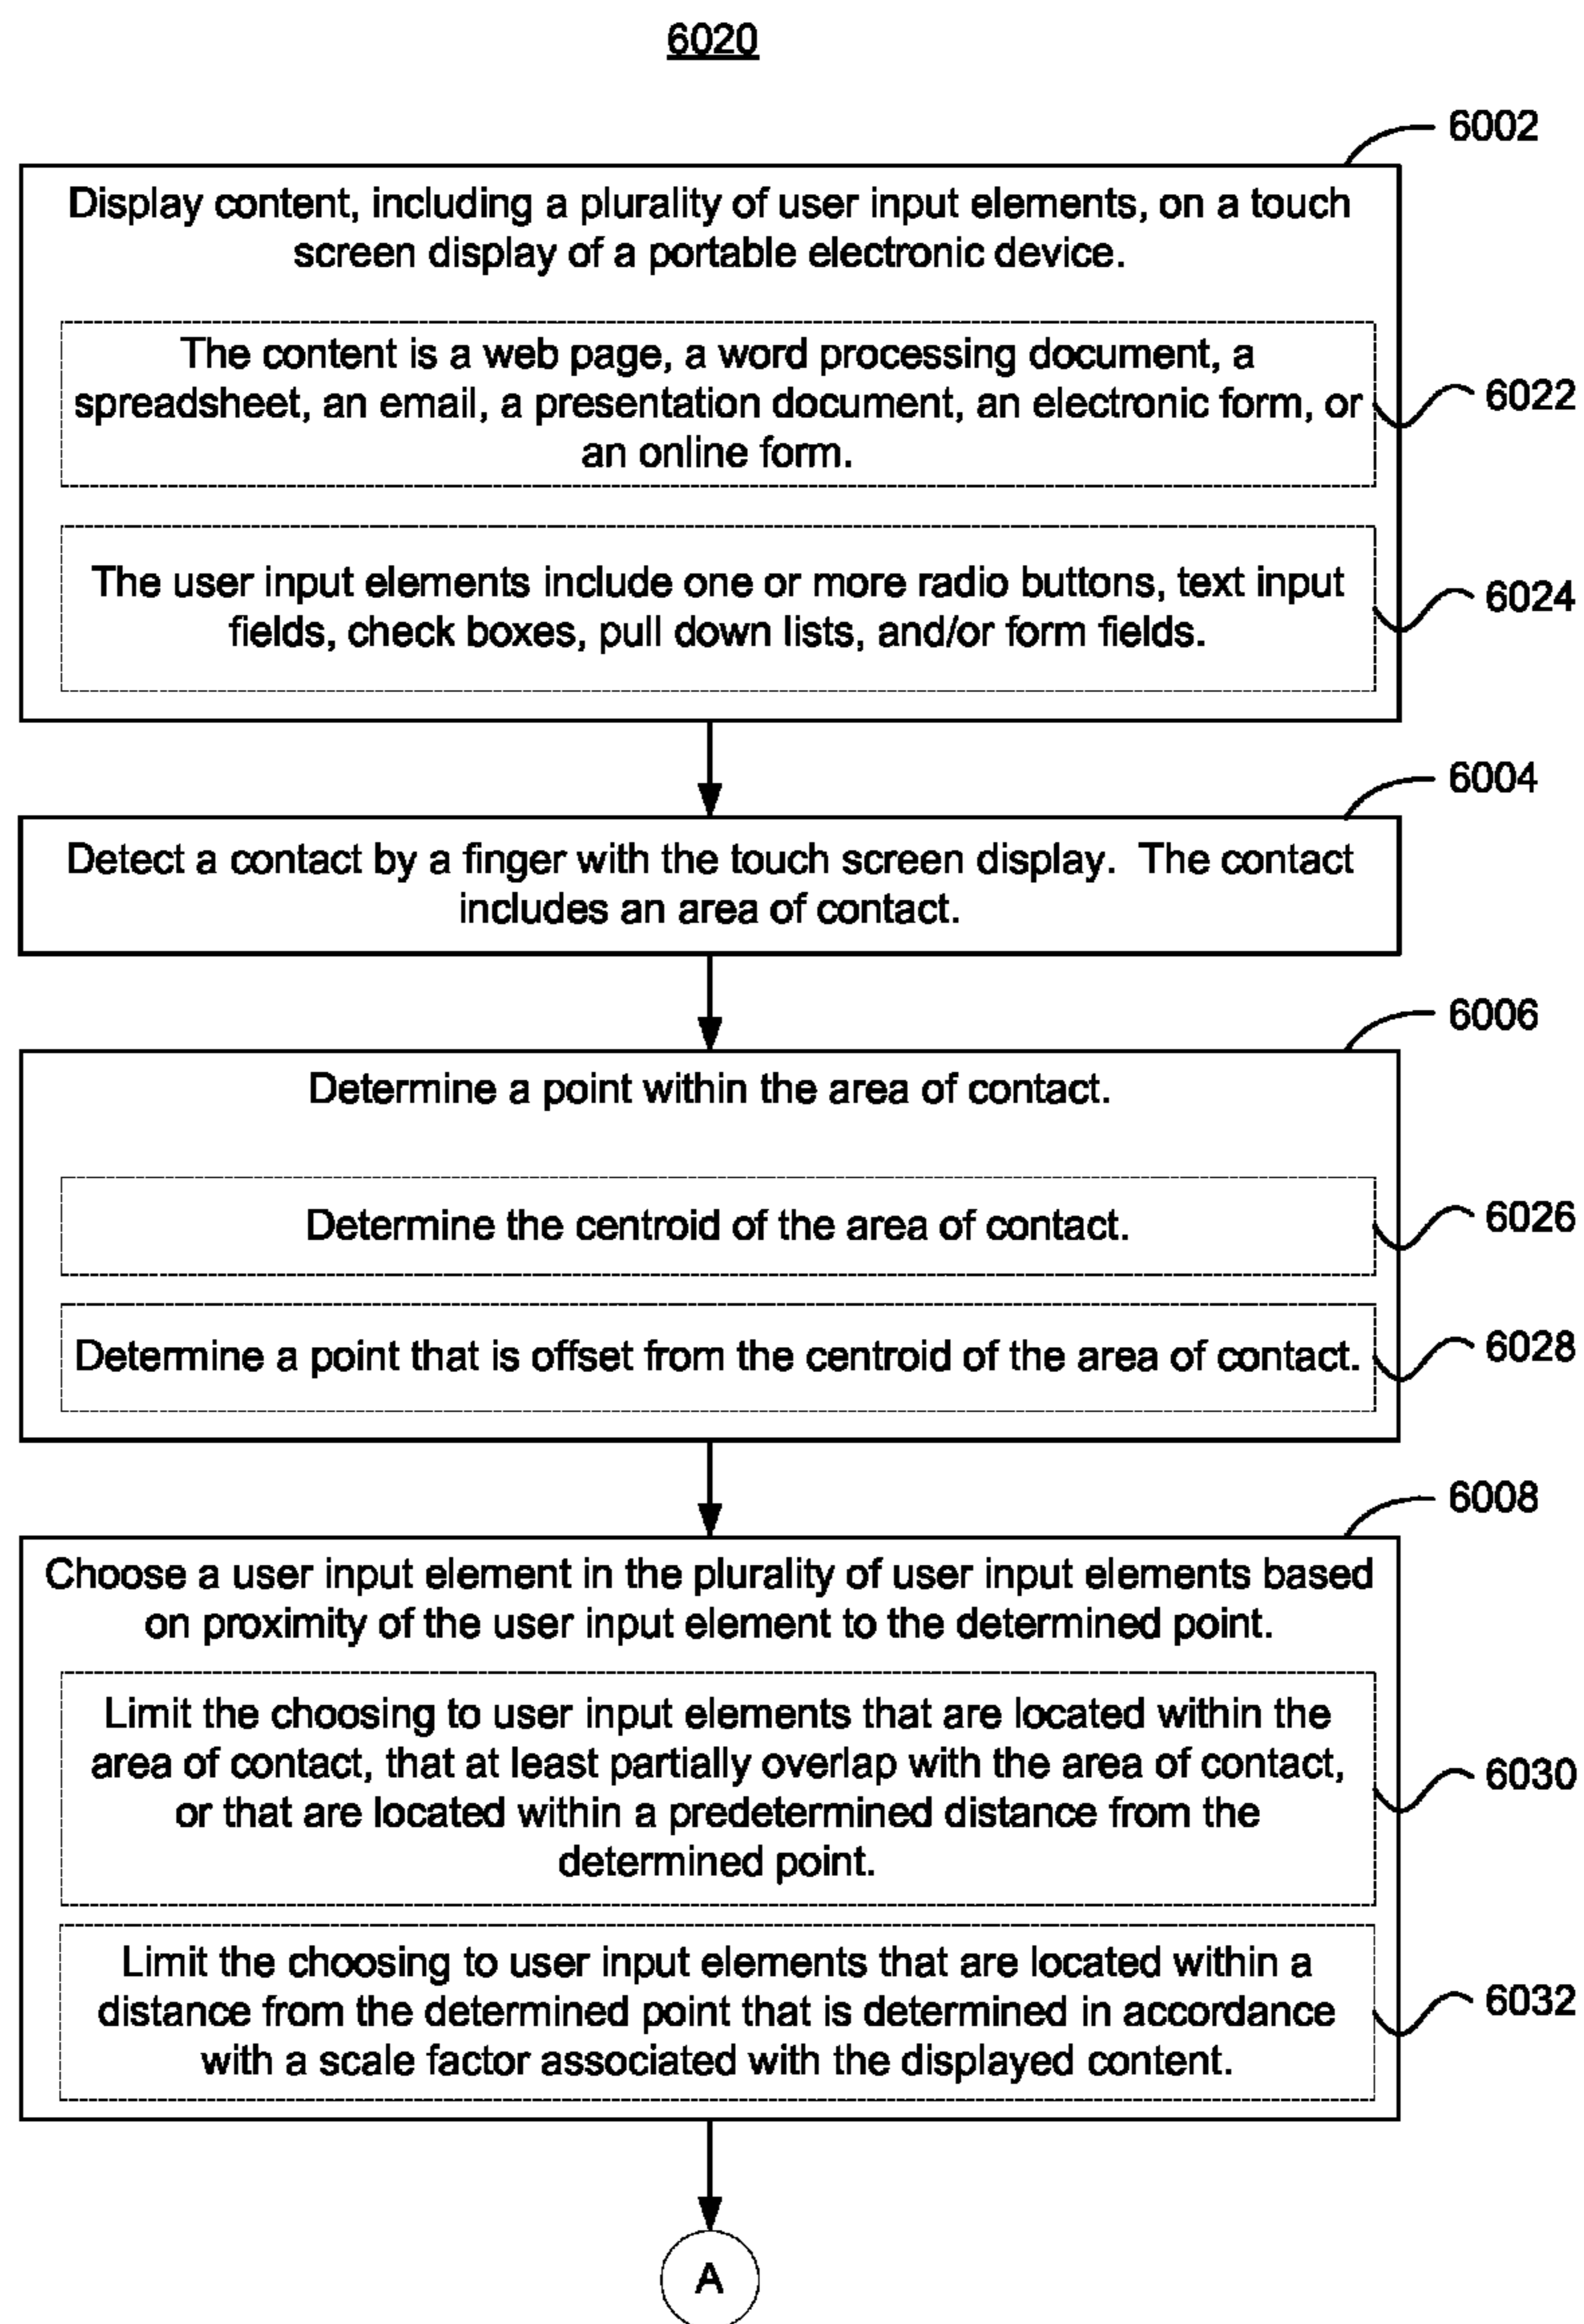 6020
6002
Display content, including a plurality of user input elements, on a touch
screen display of a portable electronic device.
The content is a web page, a word processing document, a
spreadsheet, an email, a presentation document, an electronic form, or
an online form.
6022
The user input elements include one or more radio buttons, text input
fields, check boxes, pull down lists, and/or form fields.
6024
6004
Detect a contact by a finger with the touch screen display.  The contact
includes an area of contact.
6006
Determine a point within the area of contact.
Determine the centroid of the area of contact.
6026
Determine a point that is offset from the centroid of the area of contact.
6028
6008
Choose a user input element in the plurality of user input elements based
on proximity of the user input element to the determined point.
Limit the choosing to user input elements that are located within the
area of contact, that at least partially overlap with the area of contact,
or that are located within a predetermined distance from the
determined point.
6030
Limit the choosing to user input elements that are located within a
distance from the determined point that is determined in accordance
with a scale factor associated with the displayed content.
6032
A